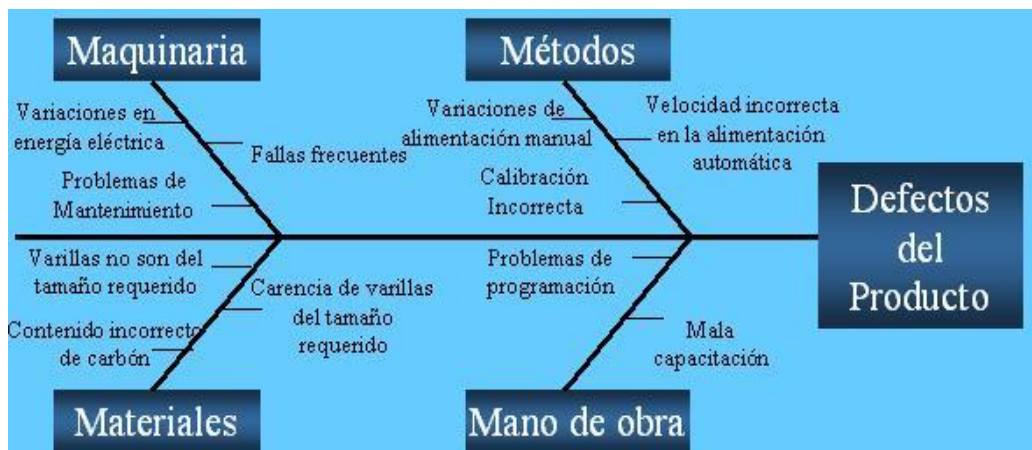 Maquinaria
Métodos
Variaciones en
energía eléctrica
Fallas frecuentes
Problemas de
Mantenimiento
Variaciones de
alimentación manual
Velocidad incorrecta
en la alimentación
automática
Calibración
Incorrecta
Defectos
del
Producto
Varillas no son del
tamaño requerido
Carencia de varillas
del tamaño
requerido
Contenido incorrecto
de carbón
Problemas de
programación
Mala
capacitación
Materiales
Mano de obra